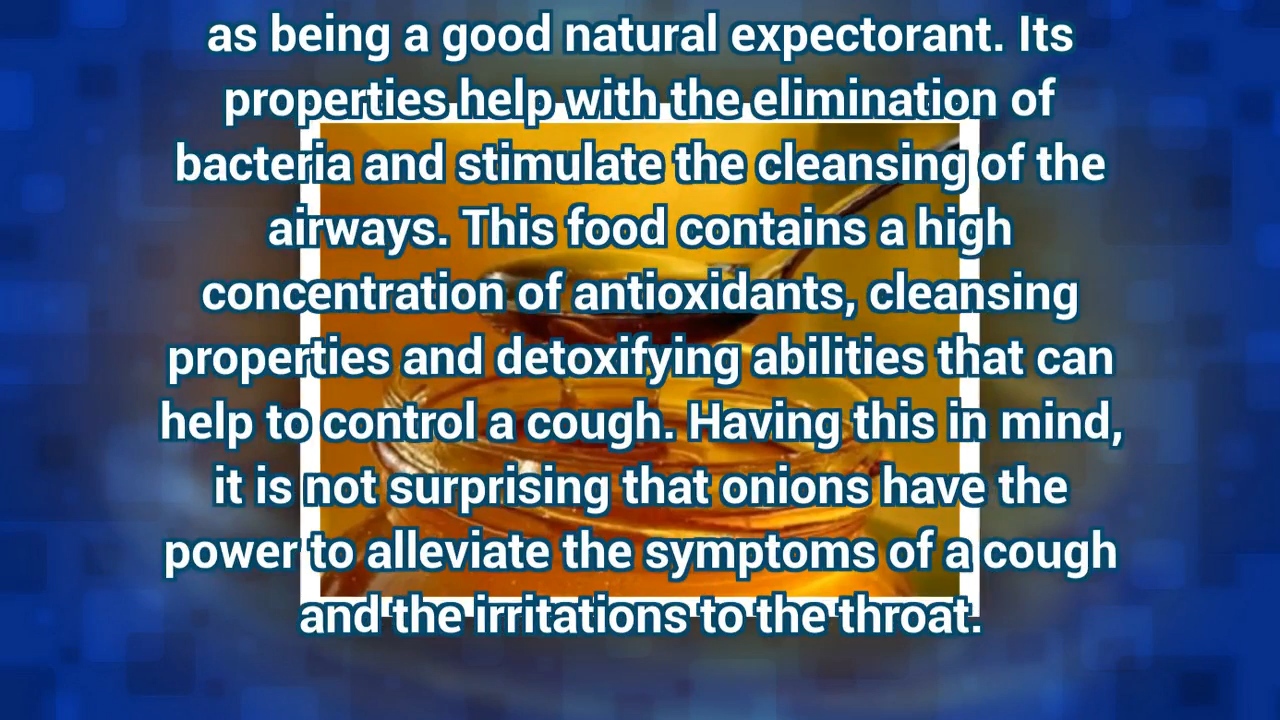 as being a good natural expectorant. Its
properties help with the elimination of
bacteria and stimulate the cleansing of the
airways. This food contains a high
concentration of antioxidants, cleansing
properties and detoxifying abilities that can
help to control a cough. Having this in mind,
it is not surprising that onions have the
power to alleviate the symptoms of a cough
and the irritations to the throat.